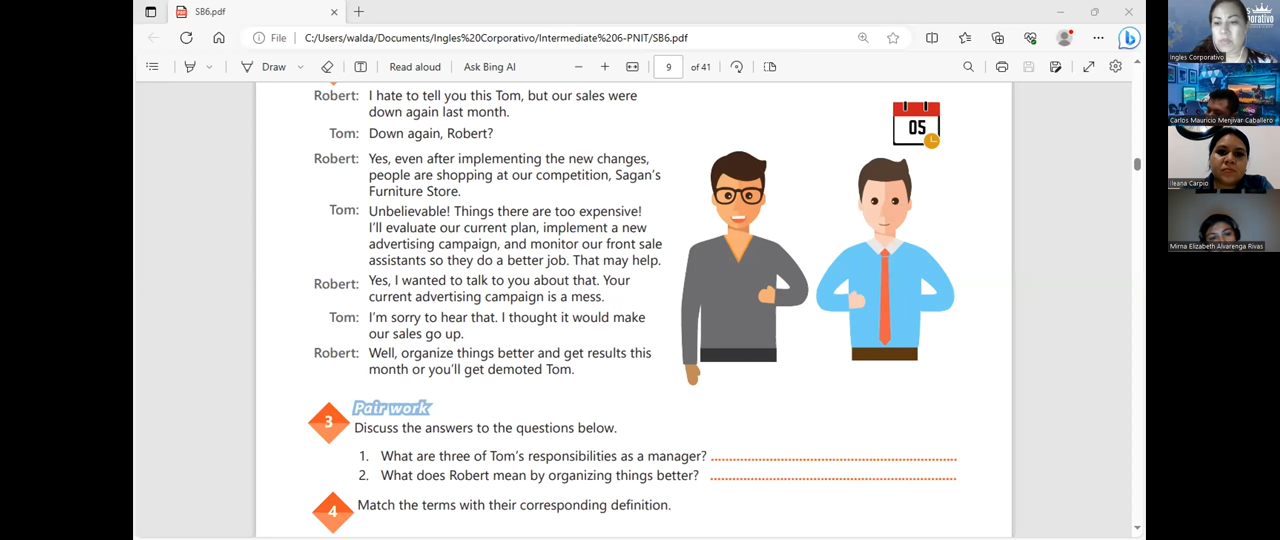 SB6.pdf
File
C:/Users/walda/Documents/Ingles%20Corporativo/Intermediate%206-PNIT/SB6.pdf
Draw
Read aloud
Ask Bing AI
9
of 41
Robert: I hate to tell you this Tom, but our sales were
down again last month.
Tom: Down again, Robert?
Robert: Yes, even after implementing the new changes,
people are shopping at our competition, Sagan's
Furniture Store.
Tom: Unbelievable! Things there are too expensive!
I'll evaluate our current plan, implement a new
advertising campaign, and monitor our front sale
assistants so they do a better job. That may help.
Robert: Yes, I wanted to talk to you about that. Your
current advertising campaign is a mess.
Tom: I'm sorry to hear that. I thought it would make
our sales go up.
Robert: Well, organize things better and get results this
month or you'll get demoted Tom.
05
3
Pair work
Discuss the answers to the questions below.
1. What are three of Tom's responsibilities as a manager?
2. What does Robert mean by organizing things better?
4
Match the terms with their corresponding definition.
Ingles Corporativo
Carlos Mauricio Menjivar Caballero
Ileana Carpio
Mirna Elizabeth Alvarenga Rivas